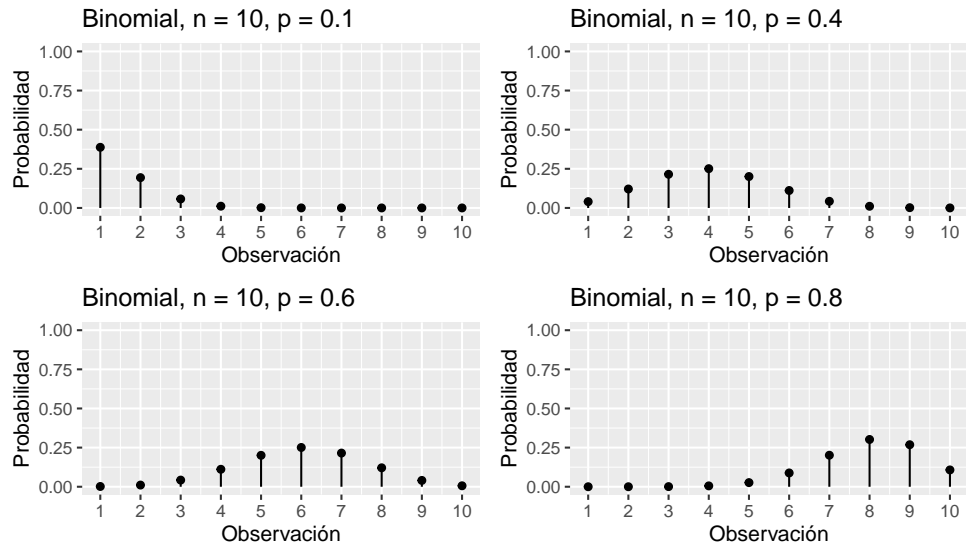 Binomial, n = 10, p = 0.1
1.00
0.75
0.50
0.25
0.00
Probabilidad
1 2 3 4 5 6 7 8 9 10
Observación
Binomial, n = 10, p = 0.4
1.00
0.75
0.50
0.25
0.00
Probabilidad
1 2 3 4 5 6 7 8 9 10
Observación
Binomial, n = 10, p = 0.6
1.00
0.75
0.50
0.25
0.00
Probabilidad
1 2 3 4 5 6 7 8 9 10
Observación
Binomial, n = 10, p = 0.8
1.00
0.75
0.50
0.25
0.00
Probabilidad
1 2 3 4 5 6 7 8 9 10
Observación